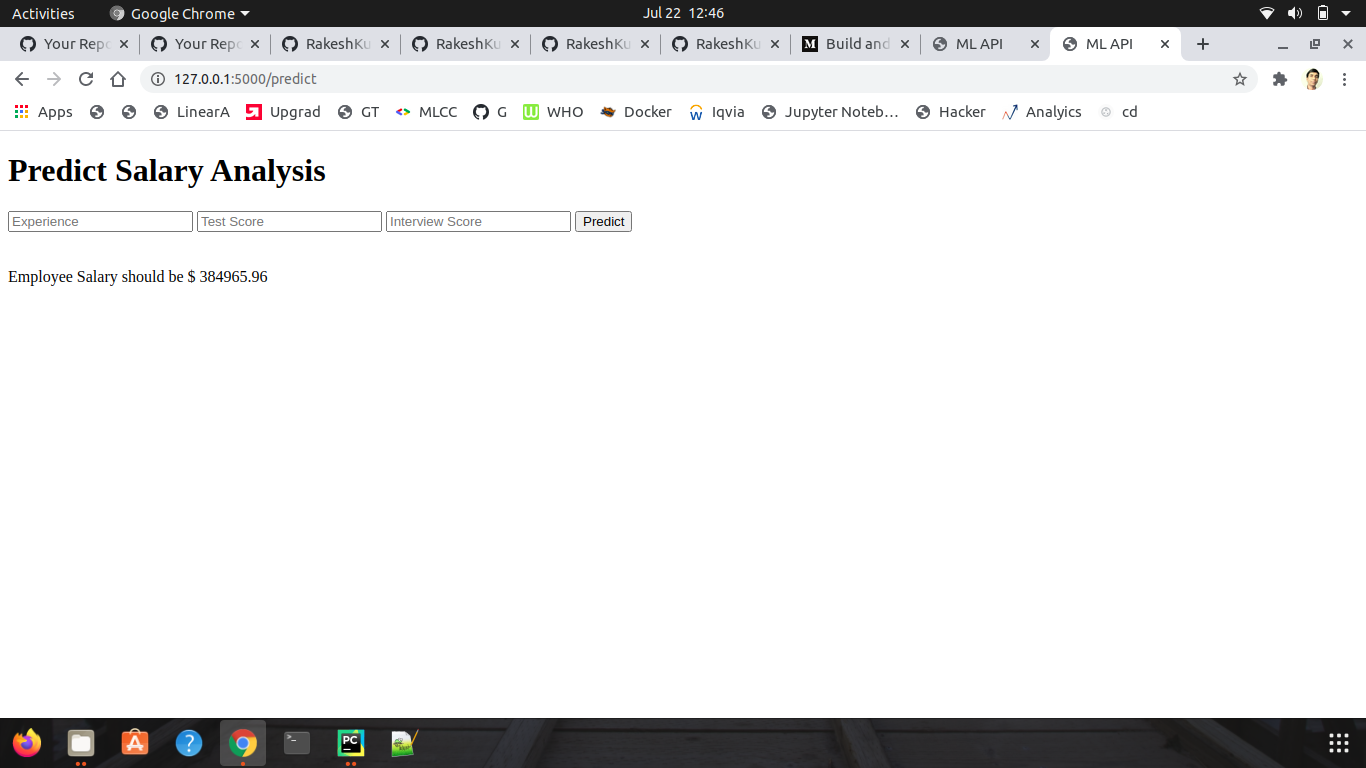 Activities Google Chrome Jul 22 12:46
Your Repo Your Repo RakeshKu RakeshKu RakeshKu RakeshKu Build and ML API ML API
127.0.0.1:5000/predict
Apps LinearA Upgrad GT MLCC G WHO Docker Iqvia Jupyter Noteb… Hacker Analyics cd
Predict Salary Analysis
Experience Test Score Interview Score Predict
Employee Salary should be $ 384965.96